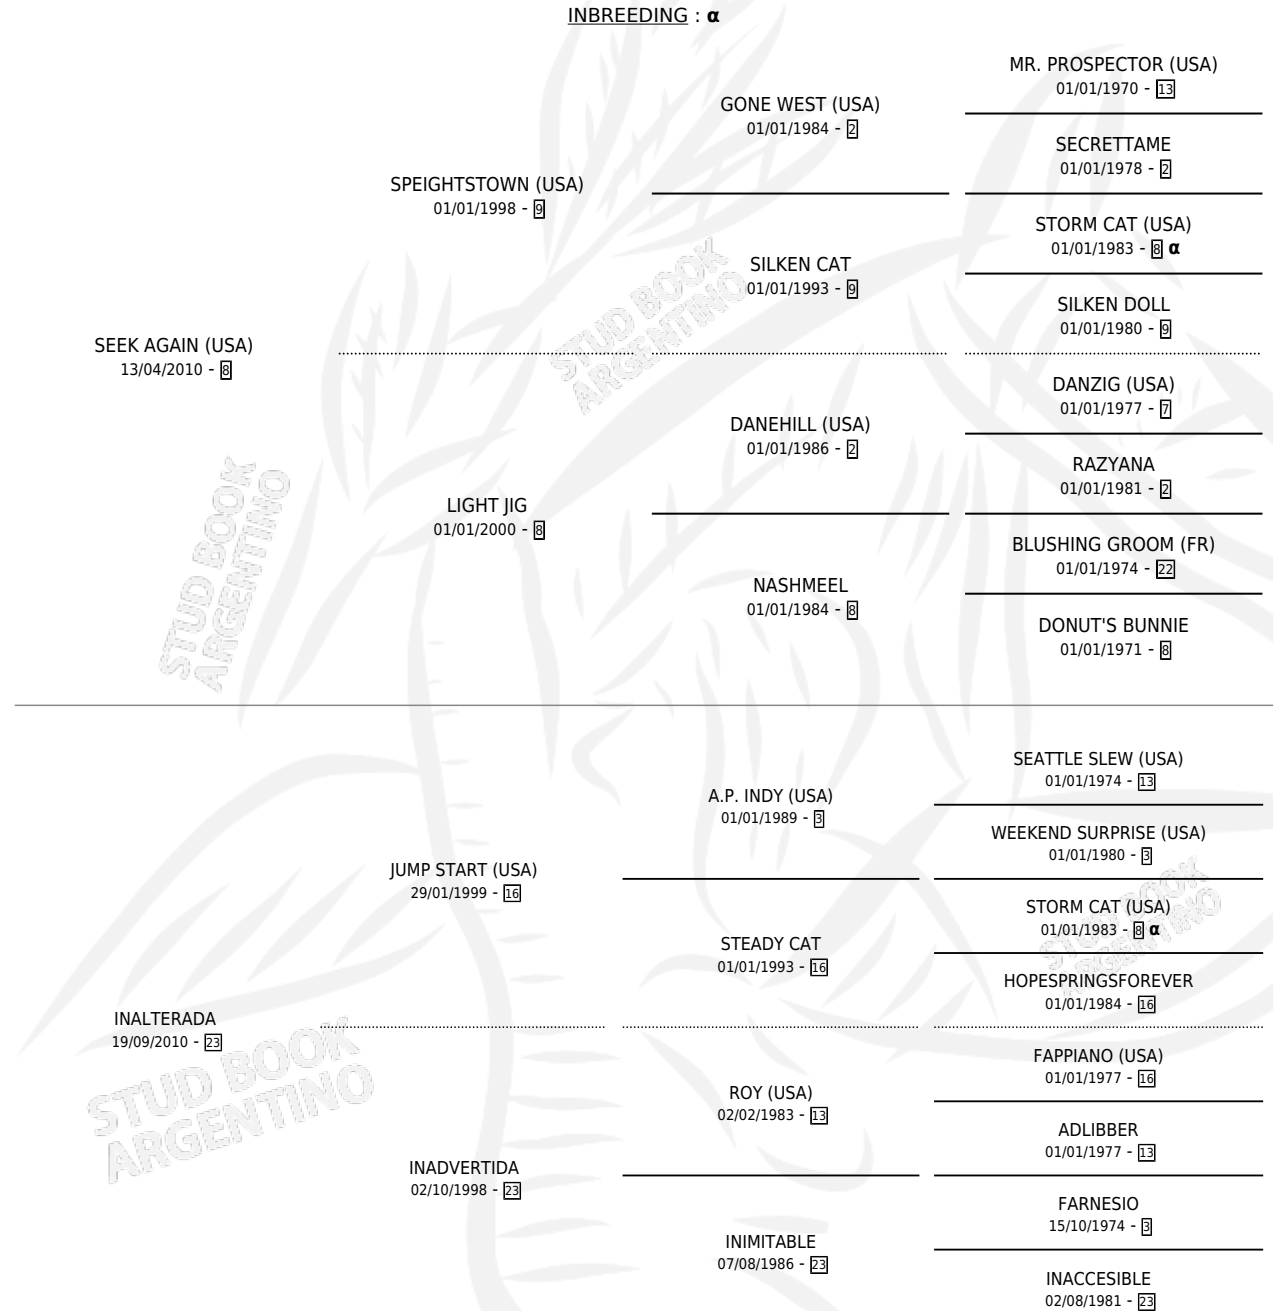 INBREEDING : α
MR. PROSPECTOR (USA)
01/01/1970 - 13
GONE WEST (USA)
01/01/1984 - 2
SECRETTAME
01/01/1978 - 2
SPEIGHTSTOWN (USA)
01/01/1998 - 9
STORM CAT (USA)
01/01/1983 - 8 α
SILKEN CAT
01/01/1993 - 9
SILKEN DOLL
01/01/1980 - 9
SEEK AGAIN (USA)
13/04/2010 - 8
DANZIG (USA)
01/01/1977 - 7
DANEHILL (USA)
01/01/1986 - 2
RAZYANA
01/01/1981 - 2
LIGHT JIG
01/01/2000 - 8
BLUSHING GROOM (FR)
01/01/1974 - 22
NASHMEEL
01/01/1984 - 8
DONUT'S BUNNIE
01/01/1971 - 8
SEATTLE SLEW (USA)
01/01/1974 - 13
A.P. INDY (USA)
01/01/1989 - 3
WEEKEND SURPRISE (USA)
01/01/1980 - 3
JUMP START (USA)
29/01/1999 - 16
STORM CAT (USA)
01/01/1983 - 8 α
STEADY CAT
01/01/1993 - 16
HOPESPRINGSFOREVER
01/01/1984 - 16
INALTERADA
19/09/2010 - 23
FAPPIANO (USA)
01/01/1977 - 16
ROY (USA)
02/02/1983 - 13
ADLIBBER
01/01/1977 - 13
INADVERTIDA
02/10/1998 - 23
FARNESIO
15/10/1974 - 3
INIMITABLE
07/08/1986 - 23
INACCESIBLE
02/08/1981 - 23
STUD BOOK
ARGENTINO
STUD BOOK
ARGENTINO
STUD BOOK
ARGENTINO
STUD BOOK
ARGENTINO